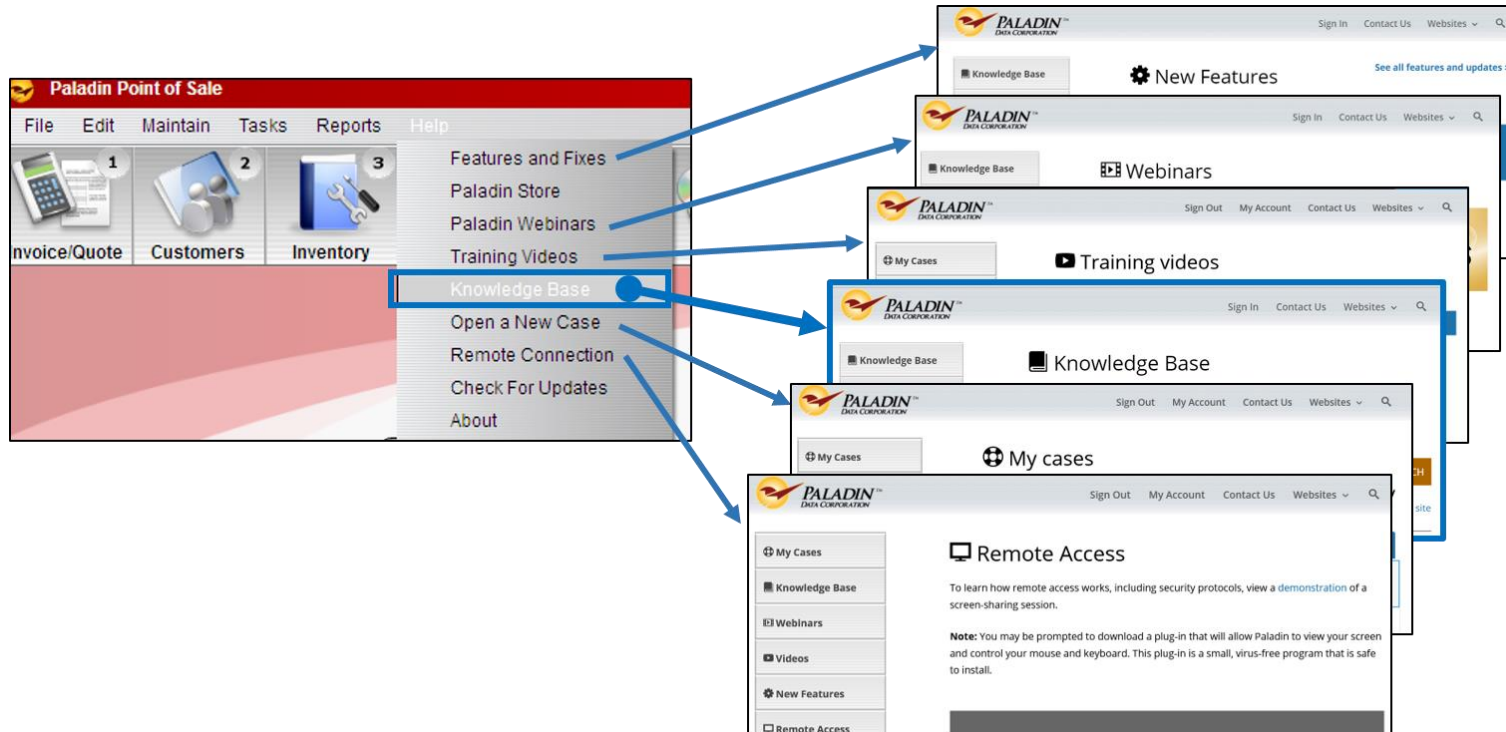 Paladin Point of Sale
File Edit Maintain Tasks Reports Help
1 2 3
Invoice/Quote Customers Inventory
Features and Fixes
Paladin Store
Paladin Webinars
Training Videos
Knowledge Base
Open a New Case
Remote Connection
Check For Updates
About
PALADIN™
DATA CORPORATION
Sign In Contact Us Websites
Knowledge Base
New Features
See all features and updates
PALADIN™
DATA CORPORATION
Sign In Contact Us Websites
Knowledge Base
Webinars
PALADIN™
DATA CORPORATION
Sign Out My Account Contact Us Websites
My Cases
Training videos
PALADIN™
DATA CORPORATION
Sign In Contact Us Websites
Knowledge Base
Knowledge Base
PALADIN™
DATA CORPORATION
Sign Out My Account Contact Us Websites
My Cases
My cases
CH
site
PALADIN™
DATA CORPORATION
Sign Out My Account Contact Us Websites
My Cases
Knowledge Base
Webinars
Videos
New Features
Remote Access
Remote Access
To learn how remote access works, including security protocols, view a demonstration of a
screen-sharing session.
Note: You may be prompted to download a plug-in that will allow Paladin to view your screen
and control your mouse and keyboard. This plug-in is a small, virus-free program that is safe
to install.